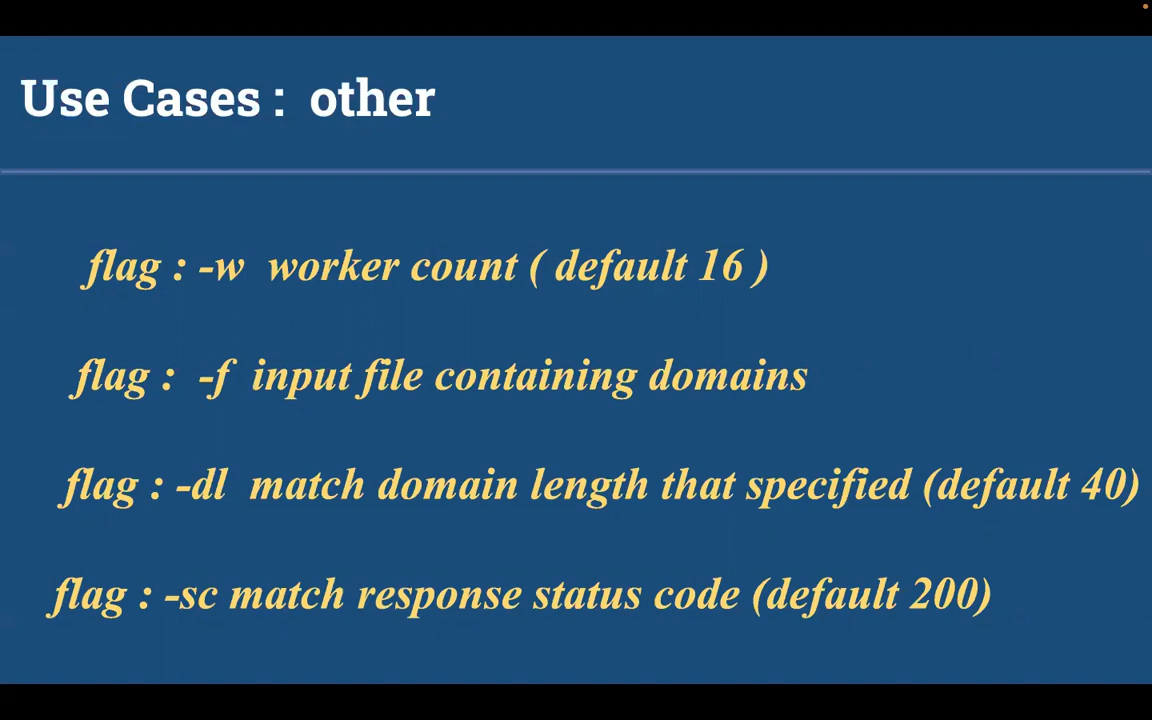 Use Cases :  other
flag : -w  worker count ( default 16 )
flag :  -f  input file containing domains
flag : -dl  match domain length that specified (default 40)
flag : -sc match response status code (default 200)